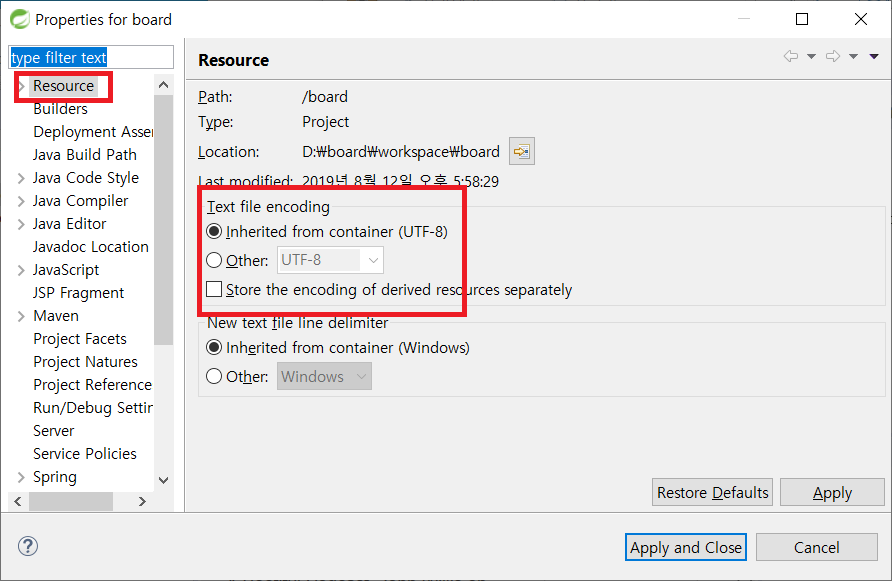 Properties for board
type filter text
Resource
Builders
Deployment Asser
Java Build Path
Java Code Style
Java Compiler
Java Editor
Javadoc Location
JavaScript
JSP Fragment
Maven
Project Facets
Project Natures
Project Reference
Run/Debug Settin
Server
Service Policies
Spring
Resource
Path: /board
Type: Project
Location: D:₩board₩workspace₩board
Last modified: 2019년 8월 12일 오후 5:58:29
Text file encoding
Inherited from container (UTF-8)
Other: UTF-8
Store the encoding of derived resources separately
New text file line delimiter
Inherited from container (Windows)
Other: Windows
Restore Defaults Apply
? Apply and Close Cancel